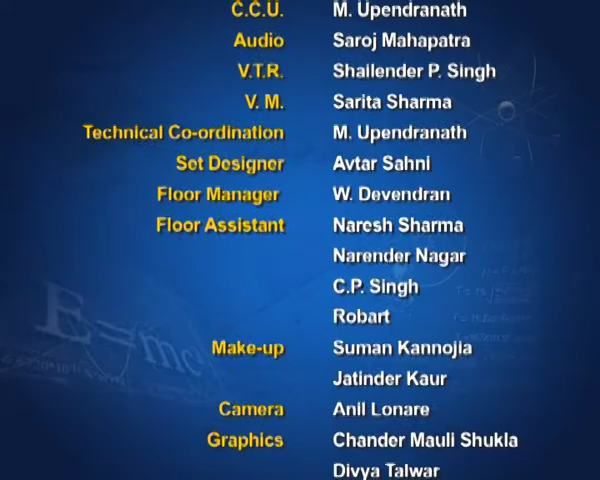 C.C.U. M. Upendranath
Audio Saroj Mahapatra
V.T.R. Shailender P. Singh
V. M. Sarita Sharma
Technical Co-ordination M. Upendranath
Set Designer Avtar Sahni
Floor Manager W. Devendran
Floor Assistant Naresh Sharma
Narender Nagar
C.P. Singh
Robart
Make-up Suman Kannojia
Jatinder Kaur
Camera Anil Lonare
Graphics Chander Mauli Shukla
Divya Talwar
E=mc